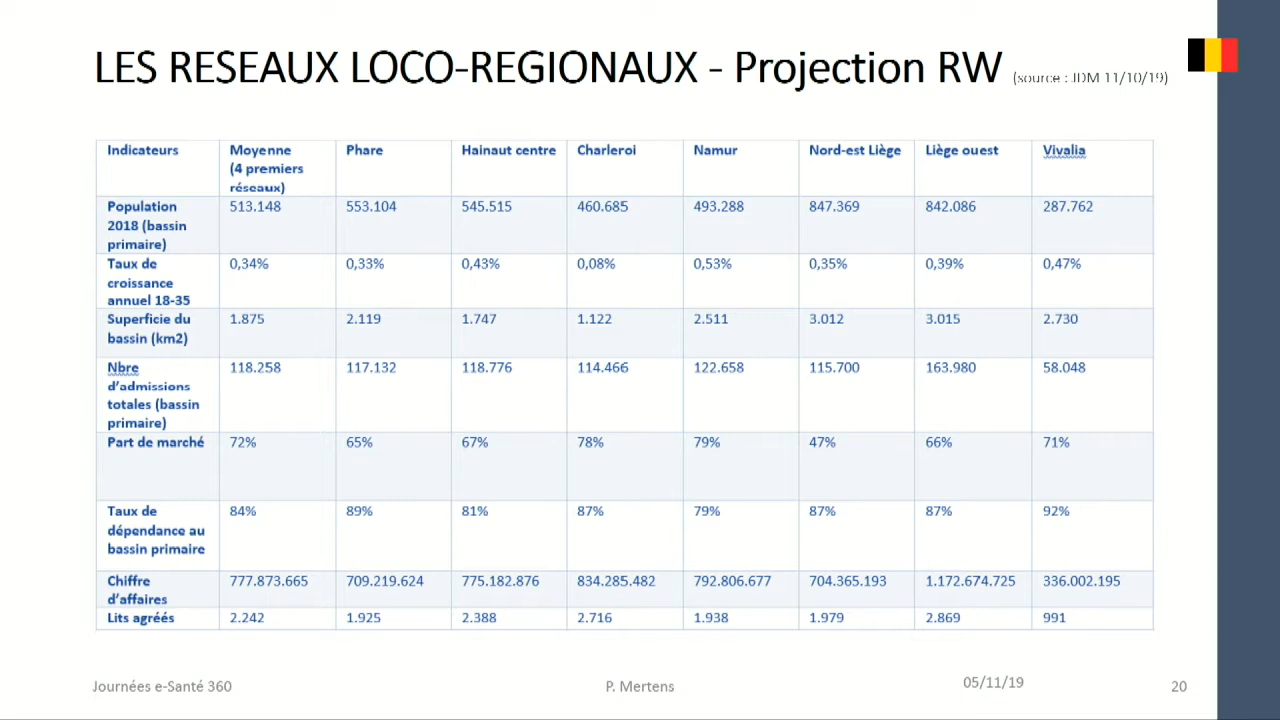 LES RESEAUX LOCO-REGIONAUX - Projection RW (source : JDM 11/10/19)
Indicateurs Moyenne (4 premiers réseaux) Phare Hainaut centre Charleroi Namur Nord-est Liège Liège ouest Vivalia
Population 2018 (bassin primaire) 513.148 553.104 545.515 460.685 493.288 847.369 842.086 287.762
Taux de croissance annuel 18-35 0,34% 0,33% 0,43% 0,08% 0,53% 0,35% 0,39% 0,47%
Superficie du bassin (km2) 1.875 2.119 1.747 1.122 2.511 3.012 3.015 2.730
Nbre d'admissions totales (bassin primaire) 118.258 117.132 118.776 114.466 122.658 115.700 163.980 58.048
Part de marché 72% 65% 67% 78% 79% 47% 66% 71%
Taux de dépendance au bassin primaire 84% 89% 81% 87% 79% 87% 87% 92%
Chiffre d'affaires 777.873.665 709.219.624 775.182.876 834.285.482 792.806.677 704.365.193 1.172.674.725 336.002.195
Lits agréés 2.242 1.925 2.388 2.716 1.938 1.979 2.869 991
Journées e-Santé 360 P. Mertens 05/11/19 20